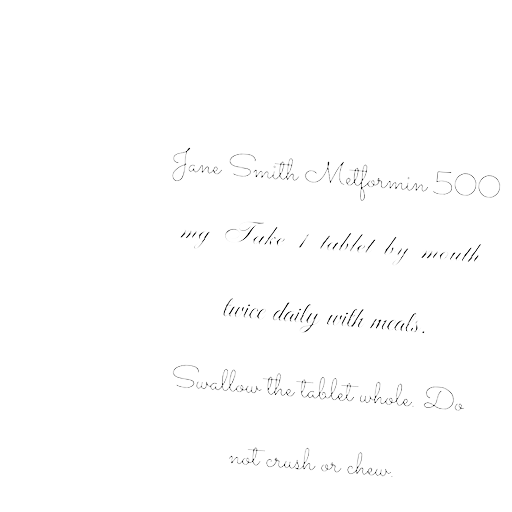 Jane Smith Metformin 500
mg Take 1 tablet by mouth
twice daily with meals.
Swallow the tablet whole. Do
not crush or chew.